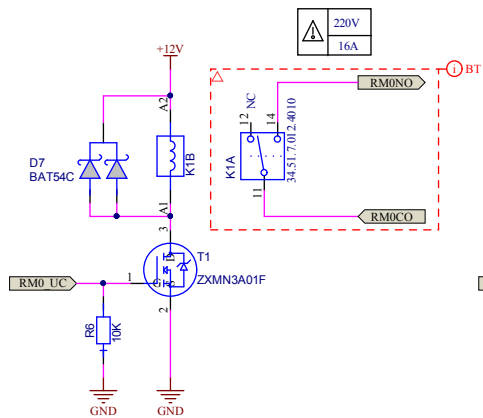 220V
16A
+12V
BT
A2
RM0NO
NC
12
14
D7
BAT54C
K1B
K1A
34.51.7.012.4010
11
A1
RM0CO
3
T1
D
RM0_UC
1
G
S
ZXMN3A01F
2
R6
10K
GND
GND